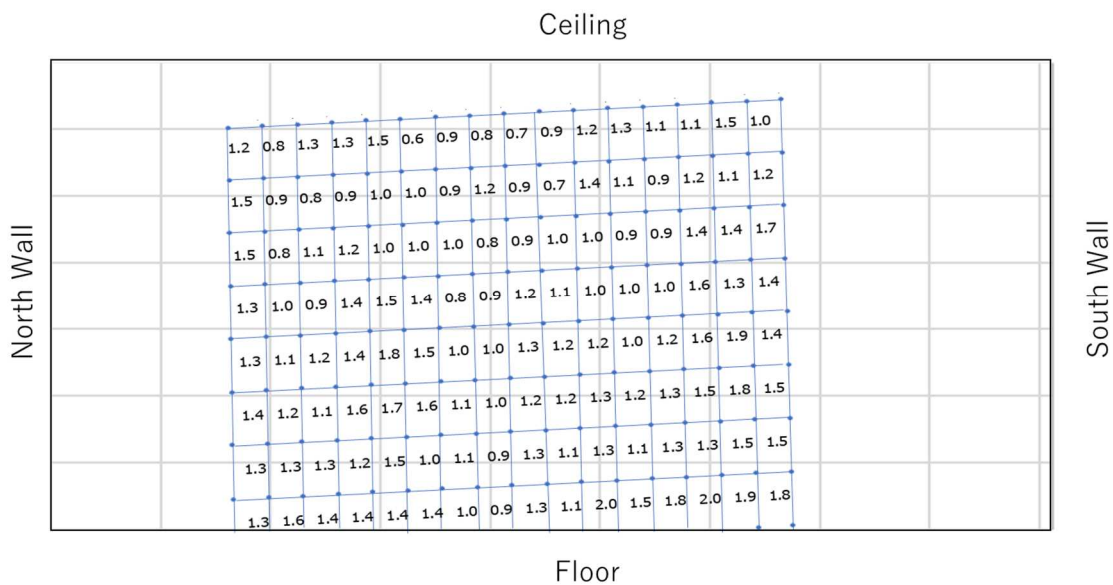 Ceiling
North Wall
1.2 0.8 1.3 1.3 1.5 0.6 0.9 0.8 0.7 0.9 1.2 1.3 1.1 1.1 1.5 1.0
1.5 0.9 0.8 0.9 1.0 1.0 0.9 1.2 0.9 0.7 1.4 1.1 0.9 1.2 1.1 1.2
1.5 0.8 1.1 1.2 1.0 1.0 1.0 0.8 0.9 1.0 1.0 0.9 0.9 1.4 1.4 1.7
1.3 1.0 0.9 1.4 1.5 1.4 0.8 0.9 1.2 1.1 1.0 1.0 1.0 1.6 1.3 1.4
1.3 1.1 1.2 1.4 1.8 1.5 1.0 1.0 1.3 1.2 1.2 1.0 1.2 1.6 1.9 1.4
1.4 1.2 1.1 1.6 1.7 1.6 1.1 1.0 1.2 1.2 1.3 1.2 1.3 1.5 1.8 1.5
1.3 1.3 1.3 1.2 1.5 1.0 1.1 0.9 1.3 1.1 1.3 1.1 1.3 1.3 1.5 1.5
1.3 1.6 1.4 1.4 1.4 1.4 1.0 0.9 1.3 1.1 2.0 1.5 1.8 2.0 1.9 1.8
South Wall
Floor